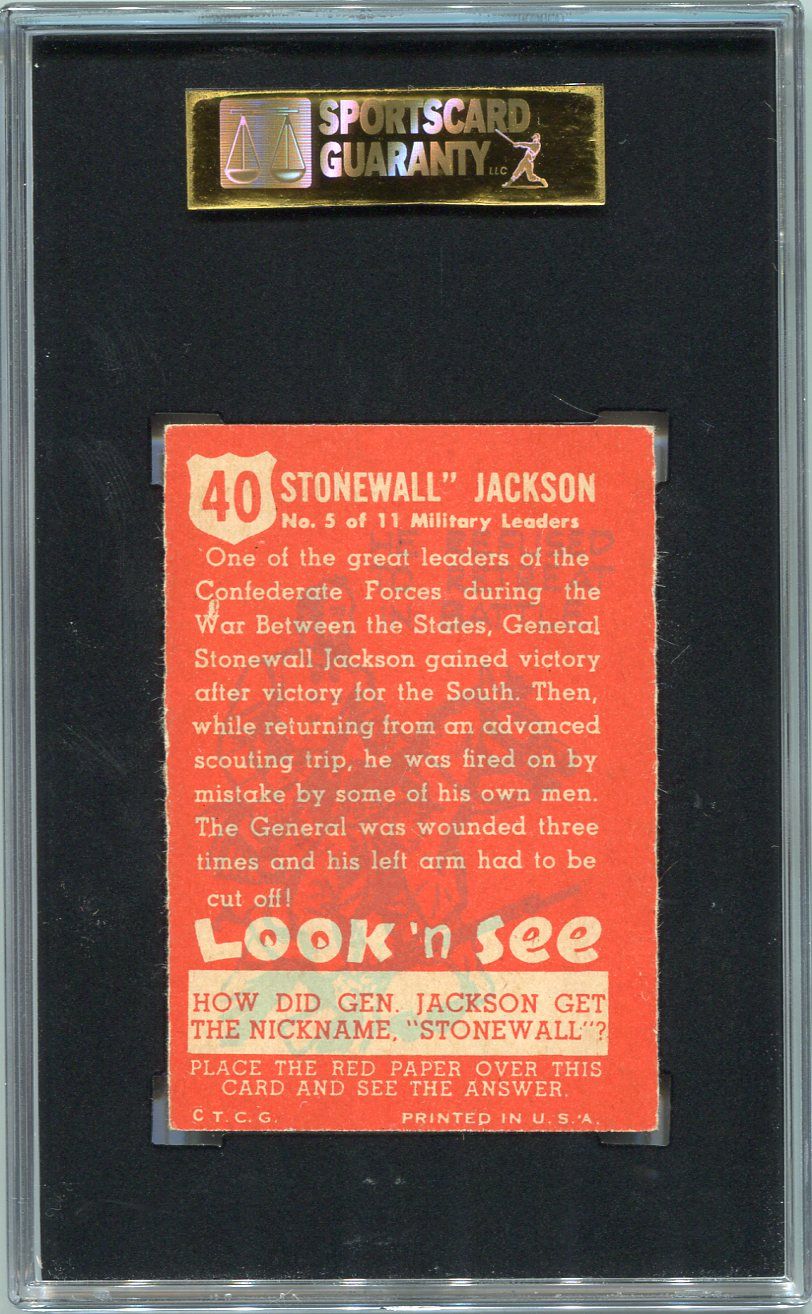 SPORTSCARD
GUARANTY LLC
40
STONEWALL" JACKSON
No. 5 of 11 Military Leaders
One of the great leaders of the
Confederate Forces during the
War Between the States, General
Stonewall Jackson gained victory
after victory for the South. Then,
while returning from an advanced
scouting trip, he was fired on by
mistake by some of his own men.
The General was wounded three
times and his left arm had to be
cut off!
LOOK 'n See
HOW DID GEN. JACKSON GET
THE NICKNAME, "STONEWALL"?
PLACE THE RED PAPER OVER THIS
CARD AND SEE THE ANSWER.
C T. C. G. PRINTED IN U. S. A.